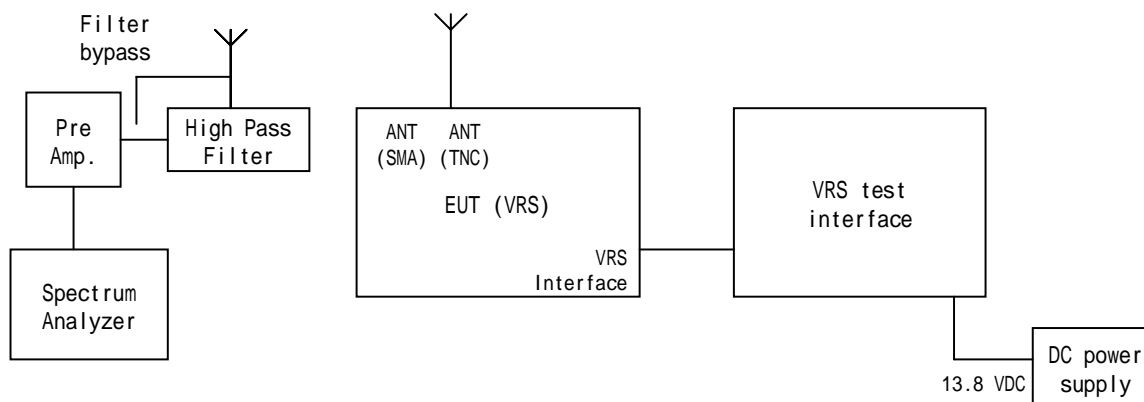 Filter
bypass
Pre
Amp.
High Pass
Filter
Spectrum
Analyzer
ANT ANT
(SMA) (TNC)
EUT (VRS)
VRS
Interface
VRS test
interface
13.8 VDC
DC power
supply